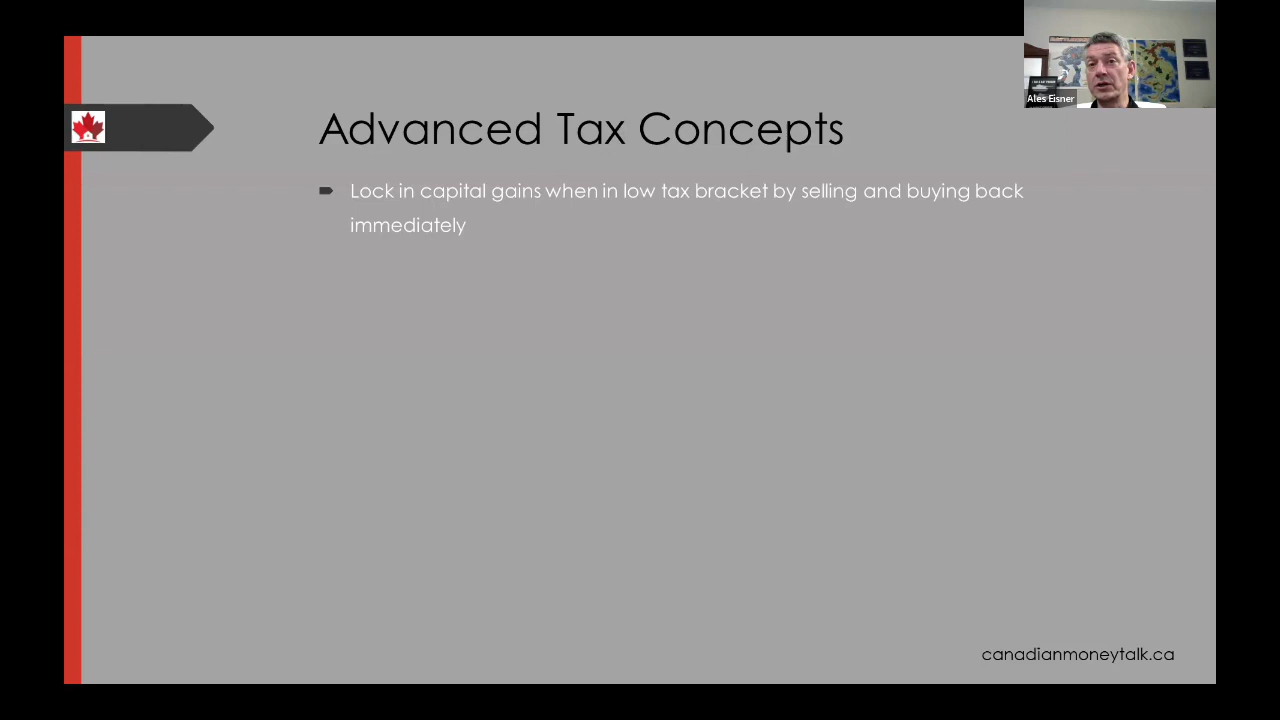 Ales Eisner
Advanced Tax Concepts
Lock in capital gains when in low tax bracket by selling and buying back
immediately
canadianmoneytalk.ca